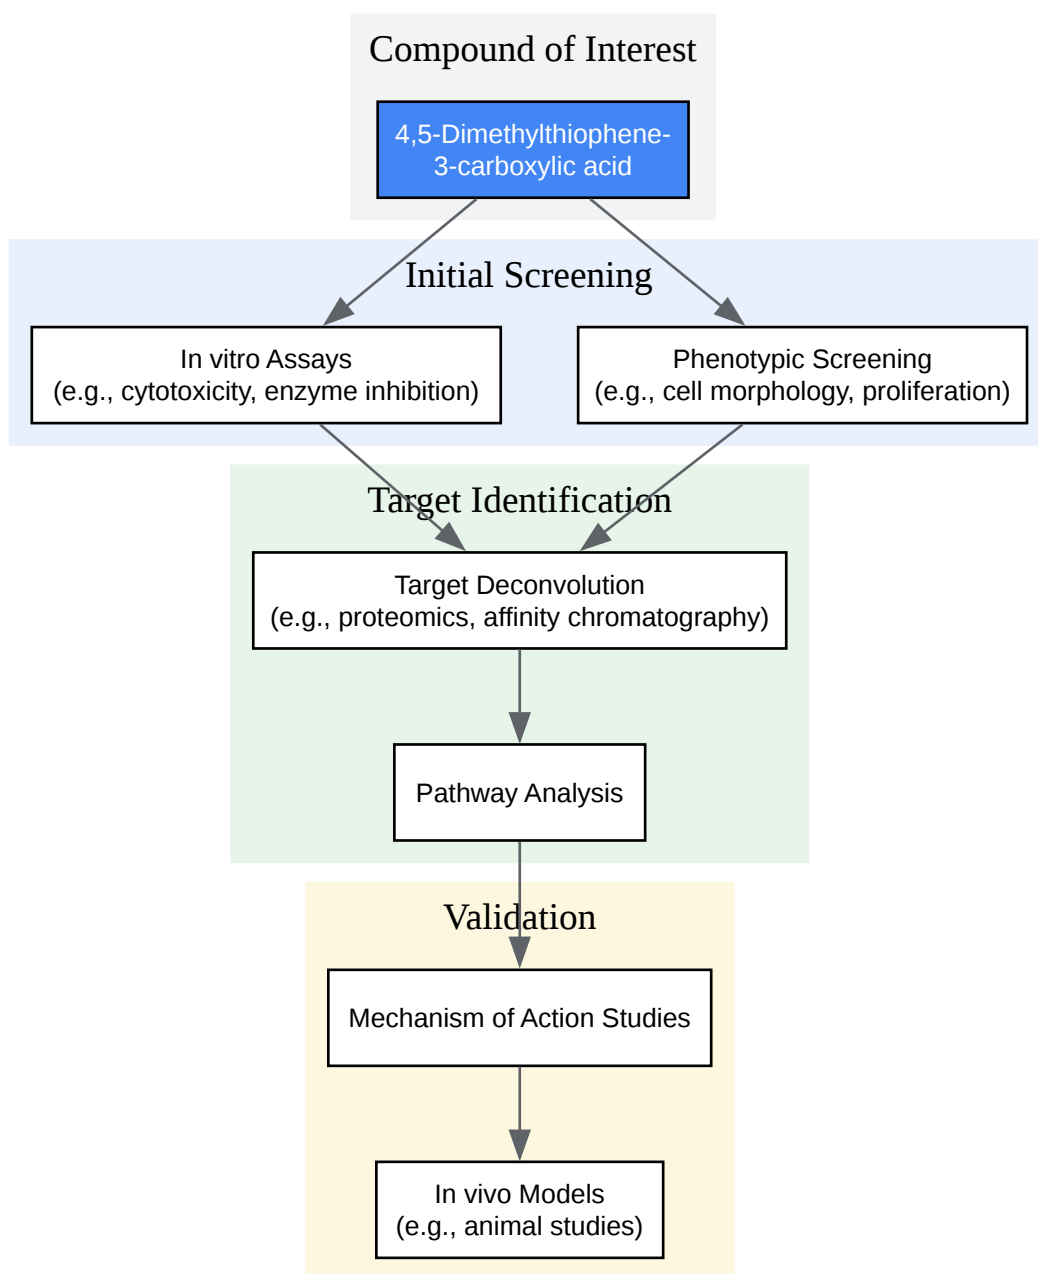 Compound of Interest
4,5-Dimethylthiophene-
3-carboxylic acid
Initial Screening
In vitro Assays
(e.g., cytotoxicity, enzyme inhibition)
Phenotypic Screening
(e.g., cell morphology, proliferation)
Target Identification
Target Deconvolution
(e.g., proteomics, affinity chromatography)
Pathway Analysis
Validation
Mechanism of Action Studies
In vivo Models
(e.g., animal studies)